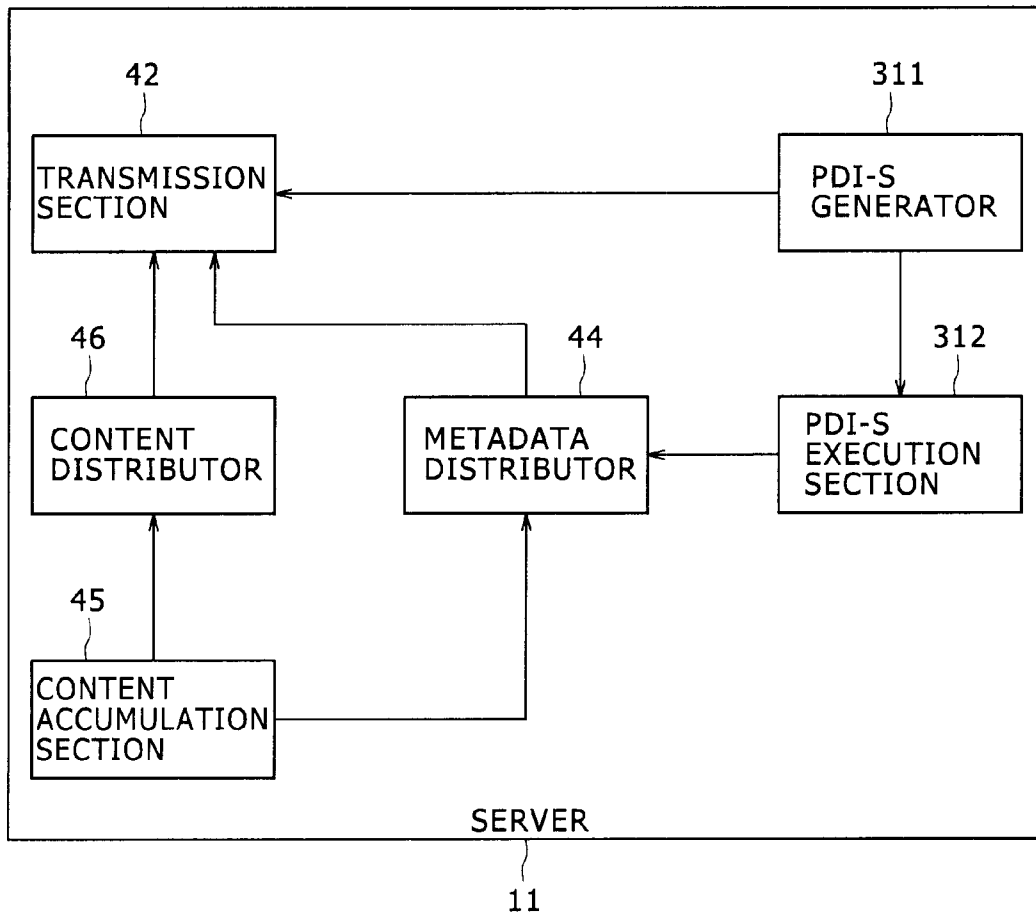 42
311
TRANSMISSION
SECTION
PDI-S
GENERATOR
46
44
312
CONTENT
DISTRIBUTOR
METADATA
DISTRIBUTOR
PDI-S
EXECUTION
SECTION
45
CONTENT
ACCUMULATION
SECTION
SERVER
11